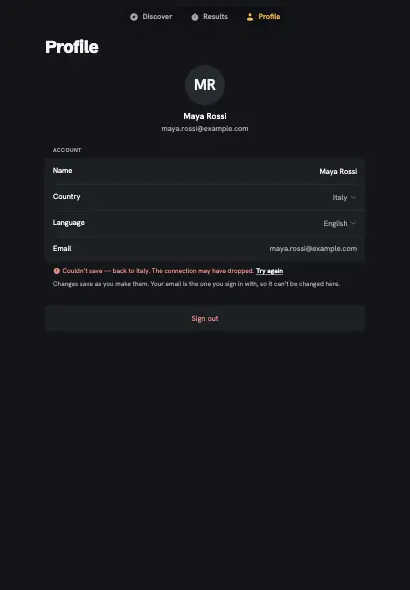 Discover
Results
Profile
Profile
MR
Maya Rossi
maya.rossi@example.com
ACCOUNT
Name Maya Rossi
Country Italy
Language English
Email maya.rossi@example.com
Couldn't save — back to Italy. The connection may have dropped. Try again
Changes save as you make them. Your email is the one you sign in with, so it can't be changed here.
Sign out